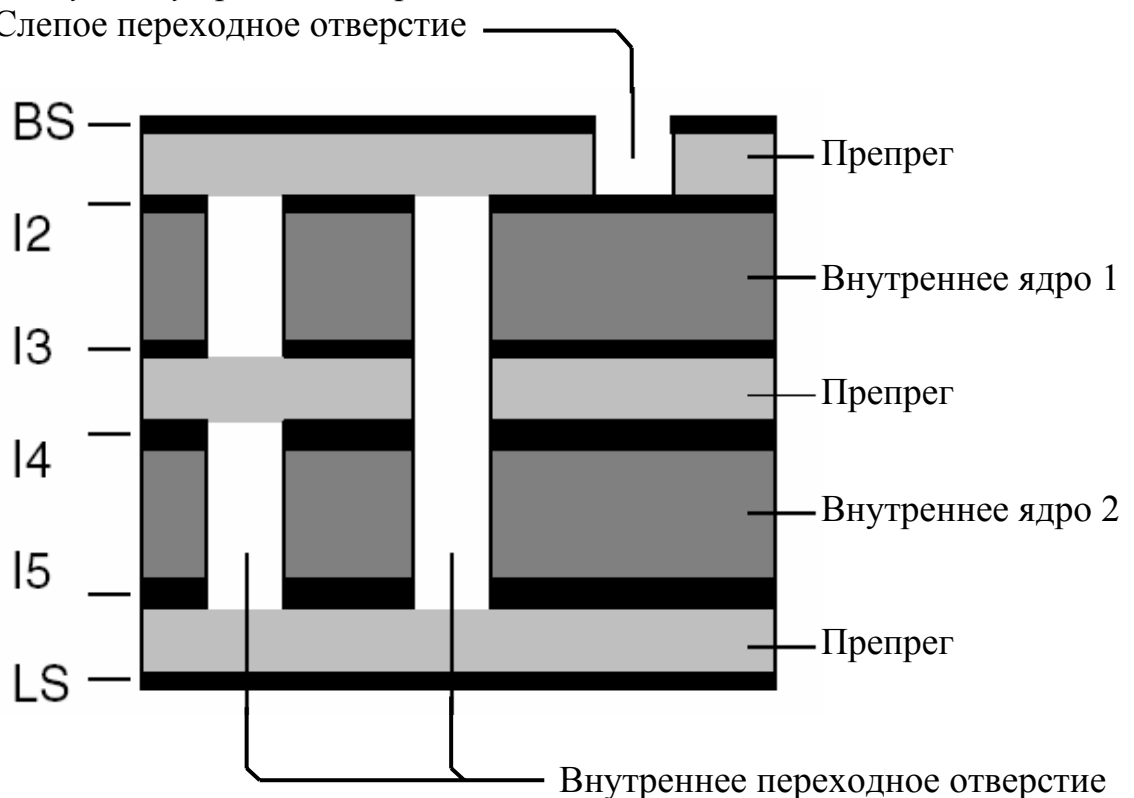 Слепое переходное отверстие
BS
Препрег
I2
Внутреннее ядро 1
I3
Препрег
I4
Внутреннее ядро 2
I5
Препрег
LS
Внутреннее переходное отверстие